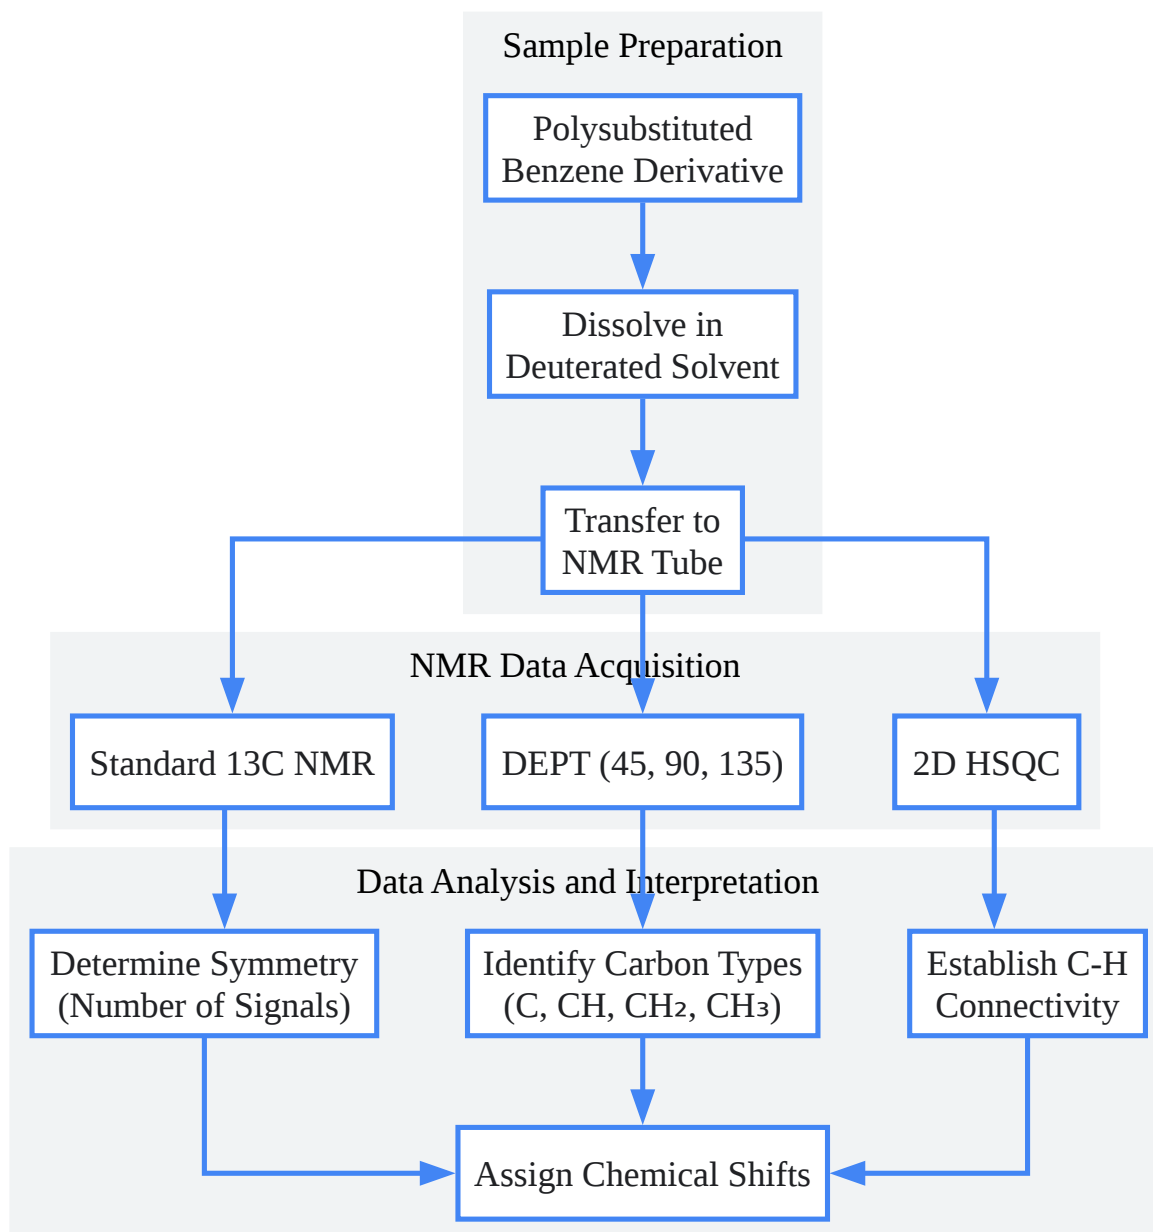 Sample Preparation
Polysubstituted
Benzene Derivative
Dissolve in
Deuterated Solvent
Transfer to
NMR Tube
NMR Data Acquisition
Standard 13C NMR
DEPT (45, 90, 135)
2D HSQC
Data Analysis and Interpretation
Determine Symmetry
(Number of Signals)
Identify Carbon Types
(C, CH, CH₂, CH₃)
Establish C-H
Connectivity
Assign Chemical Shifts